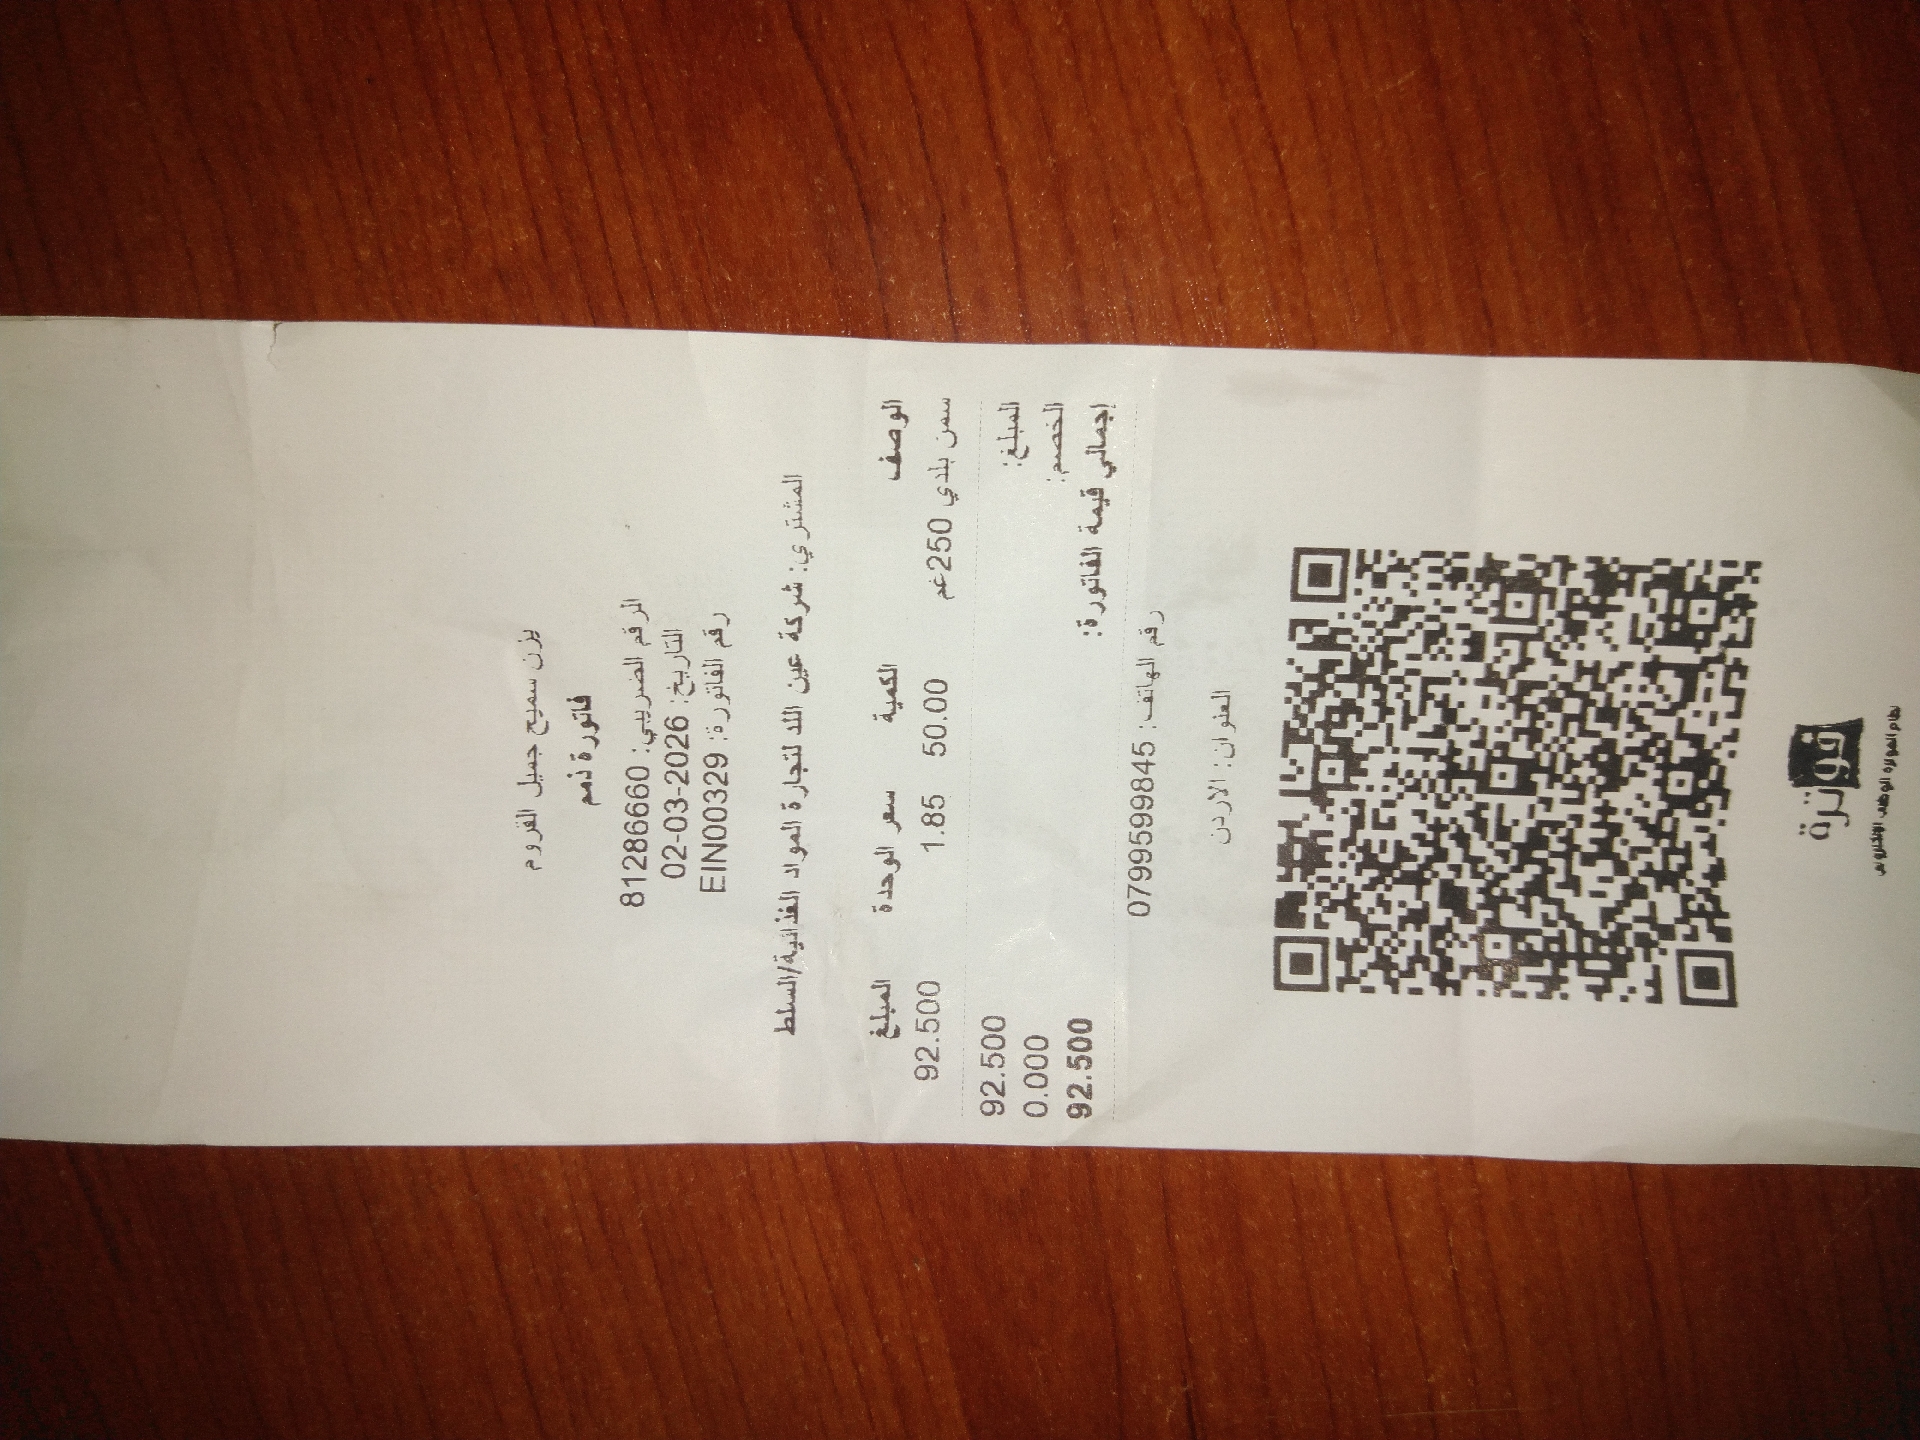 يزن سميح جميل القروم
فاتورة ذمم
الرقم الضريبي: 81286660
التاريخ: 02-03-2026
رقم الفاتورة: EIN00329
المشتري: شركة عين اللد لتجارة المواد الغذائية/السلط
الوصف الكمية سعر الوحدة المبلغ
سمن بلدي 250غم 50.00 1.85 92.500
المبلغ: 92.500
الخصم: 0.000
إجمالي قيمة الفاتورة: 92.500
رقم الهاتف: 0799599845
العنوان: الاردن
فوترة
نظام الفوترة الوطني الإلكتروني